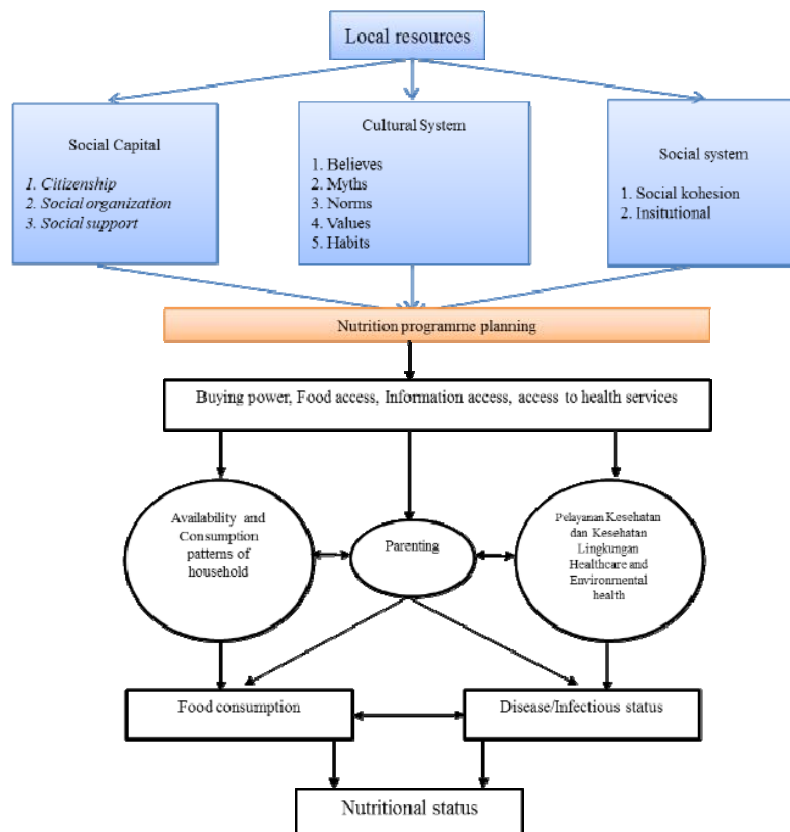 Local resources
Social Capital
1. Citizenship
2. Social organization
3. Social support
Cultural System
1. Believes
2. Myths
3. Norms
4. Values
5. Habits
Social system
1. Social kohesion
2. Insitutional
Nutrition programme planning
Buying power, Food access, Information access, access to health services
Availability and
Consumption
patterns of
household
Parenting
Pelayanan Kesehatan
dan Kesehatan
Lingkungan
Healthcare and
Environmental
health
Food consumption
Disease/Infectious status
Nutritional status